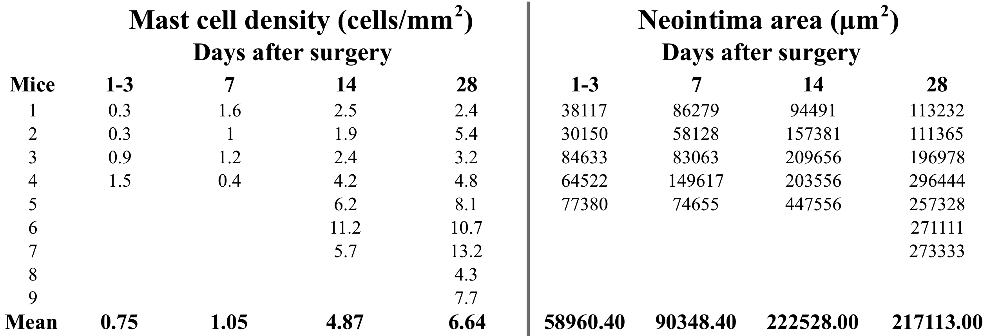 Mast cell density (cells/mm²) Neointima area (µm²)
Days after surgery Days after surgery
Mice 1-3 7 14 28 1-3 7 14 28
1 0.3 1.6 2.5 2.4 38117 86279 94491 113232
2 0.3 1 1.9 5.4 30150 58128 157381 111365
3 0.9 1.2 2.4 3.2 84633 83063 209656 196978
4 1.5 0.4 4.2 4.8 64522 149617 203556 296444
5 6.2 8.1 77380 74655 447556 257328
6 11.2 10.7 271111
7 5.7 13.2 273333
8 4.3
9 7.7
Mean 0.75 1.05 4.87 6.64 58960.40 90348.40 222528.00 217113.00